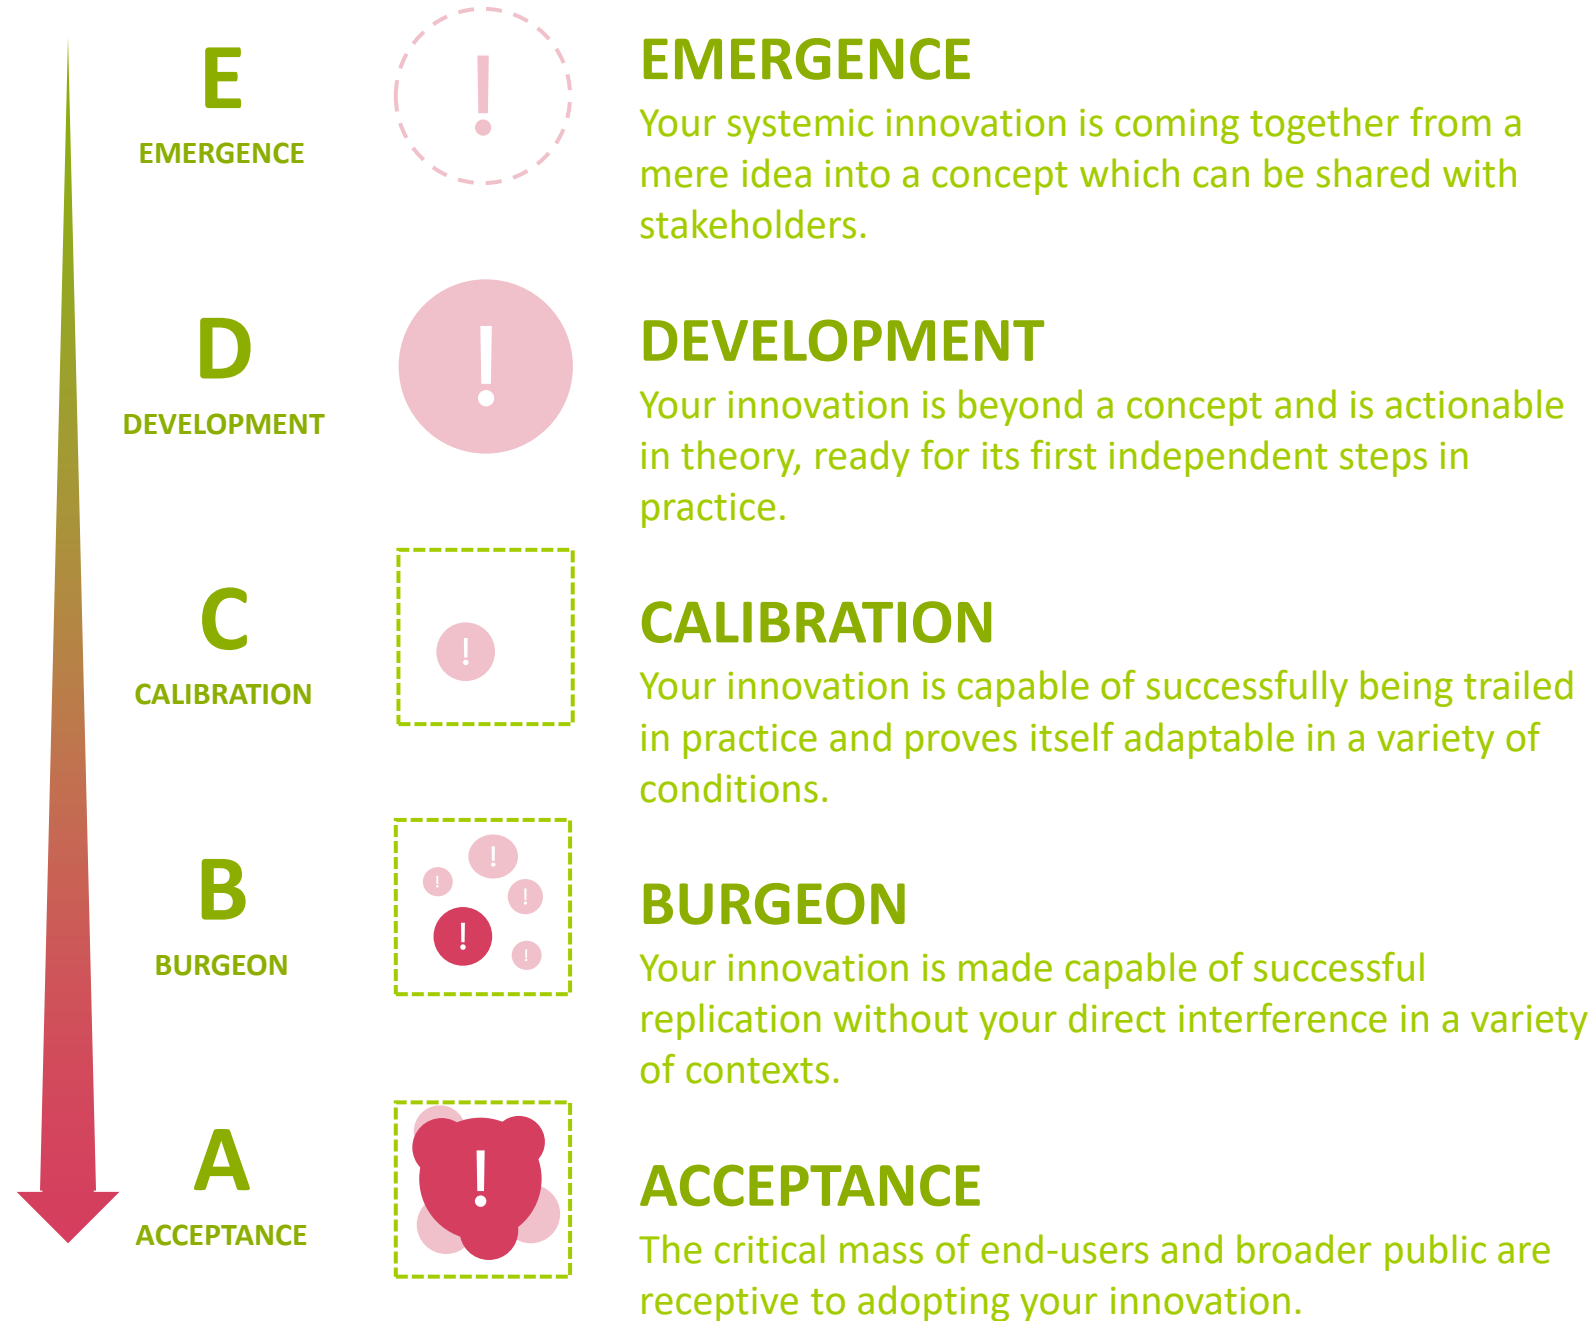 E
EMERGENCE
!
EMERGENCE
Your systemic innovation is coming together from a
mere idea into a concept which can be shared with
stakeholders.
D
DEVELOPMENT
!
DEVELOPMENT
Your innovation is beyond a concept and is actionable
in theory, ready for its first independent steps in
practice.
C
CALIBRATION
!
CALIBRATION
Your innovation is capable of successfully being trailed
in practice and proves itself adaptable in a variety of
conditions.
B
BURGEON
!
!
!
!
!
BURGEON
Your innovation is made capable of successful
replication without your direct interference in a variety
of contexts.
A
ACCEPTANCE
!
ACCEPTANCE
The critical mass of end-users and broader public are
receptive to adopting your innovation.